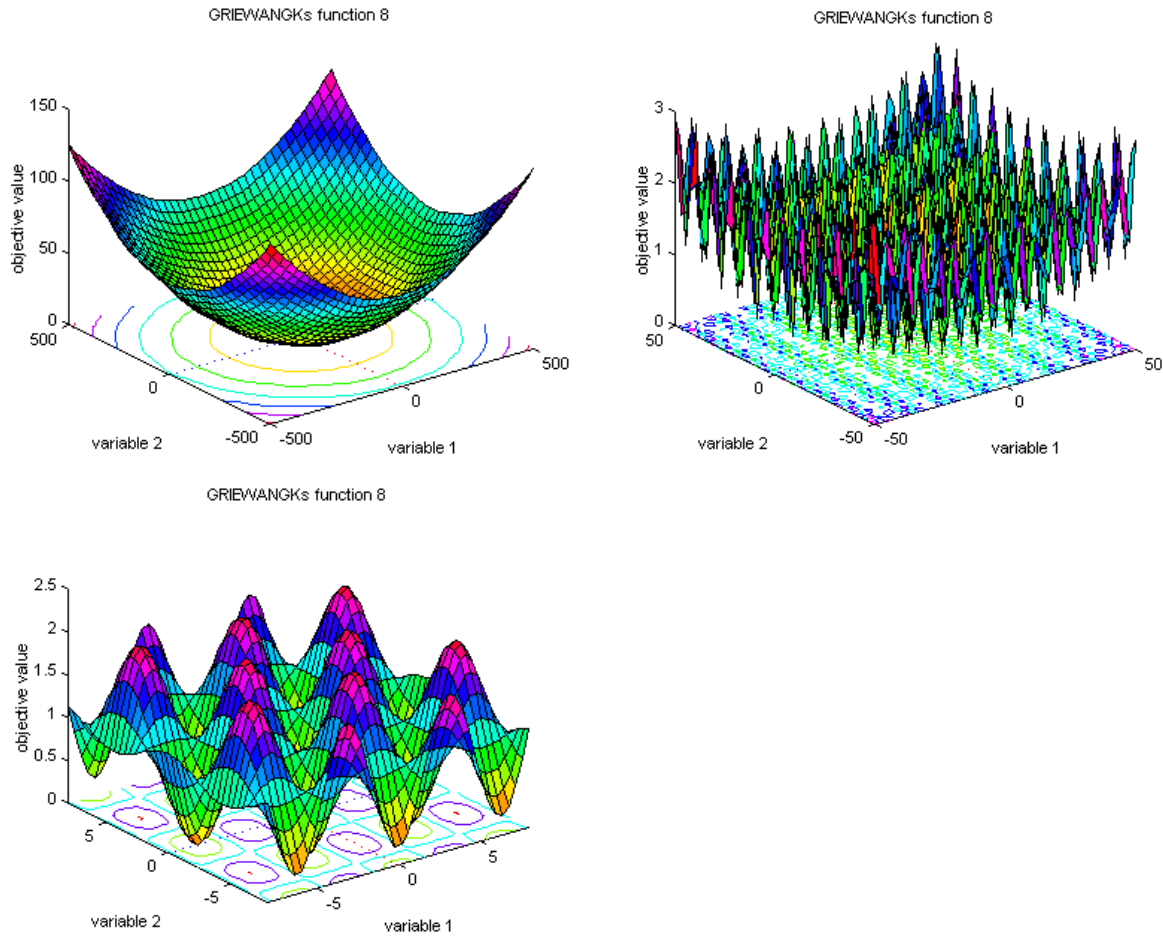 GRIEWANGKs function 8
150
100
50
0
objective value
500
0
-500
variable 2
-500
0
500
variable 1
GRIEWANGKs function 8
3
2
1
0
objective value
50
0
-50
variable 2
-50
0
50
variable 1
GRIEWANGKs function 8
2.5
2
1.5
1
0.5
0
objective value
5
0
-5
variable 2
-5
0
5
variable 1